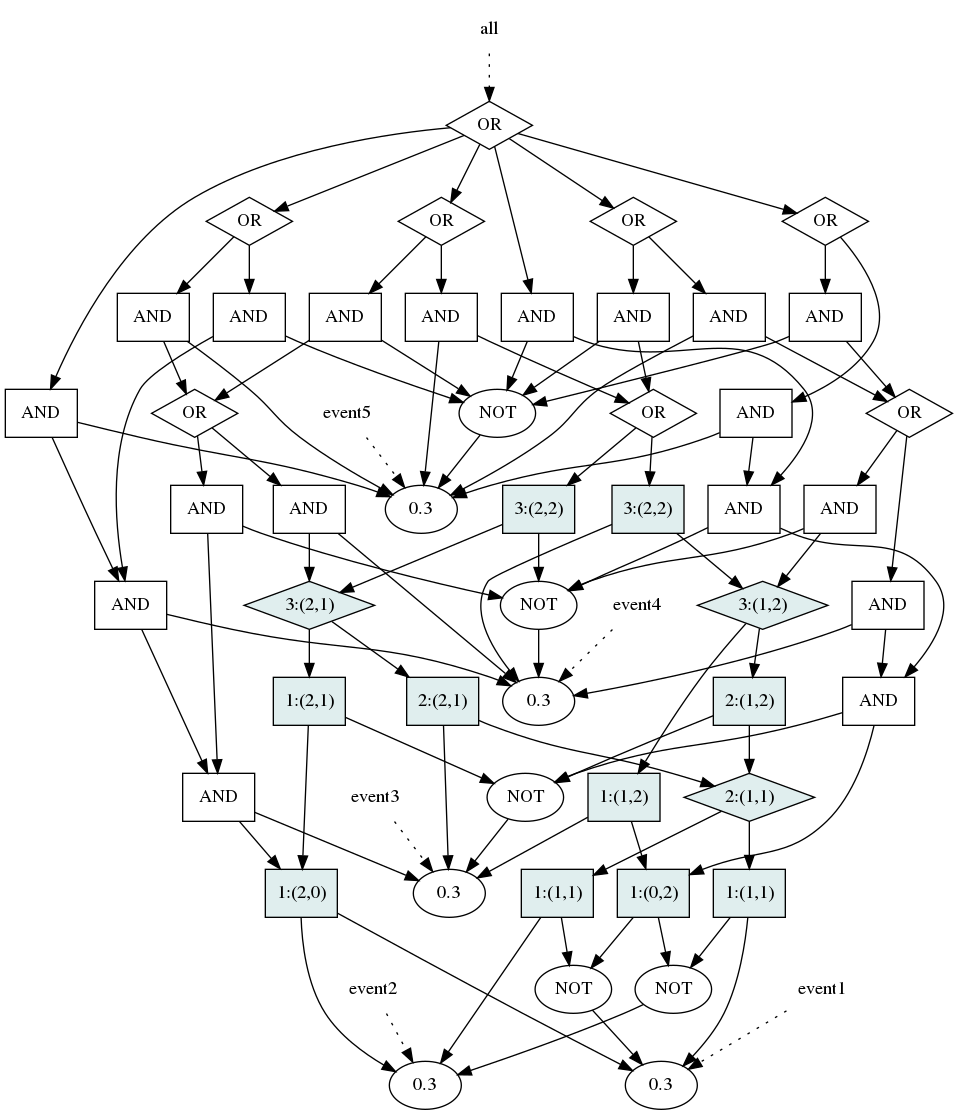 all
OR
OR
OR
OR
OR
AND
AND
AND
AND
AND
AND
AND
AND
AND
OR
event5
NOT
OR
AND
OR
AND
AND
0.3
3:(2,2)
3:(2,2)
AND
AND
AND
3:(2,1)
NOT
event4
3:(1,2)
AND
1:(2,1)
2:(2,1)
0.3
2:(1,2)
AND
AND
event3
NOT
1:(1,2)
2:(1,1)
1:(2,0)
0.3
1:(1,1)
1:(0,2)
1:(1,1)
event2
NOT
NOT
event1
0.3
0.3